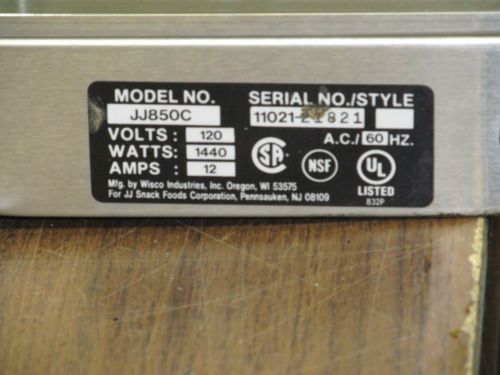 MODEL NO. SERIAL NO./STYLE
JJ850C 11021-21821
VOLTS: 120 A.C./60 HZ.
WATTS: 1440
AMPS: 12
SA NSF UL
LISTED
832P
Mfg. by Wisco Industries, Inc. Oregon, WI 53575
For JJ Snack Foods Corporation, Pennsauken, NJ 08109